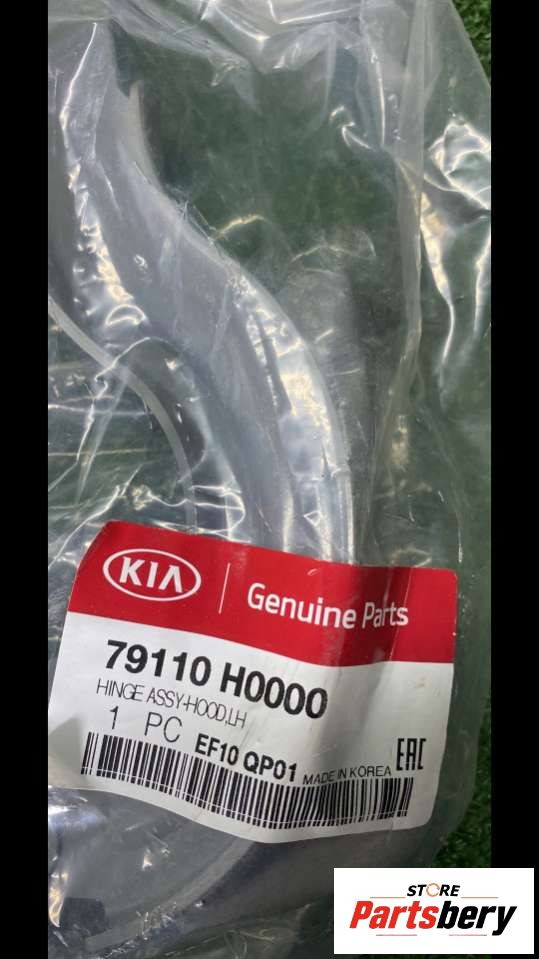 KIA Genuine Parts
79110 H0000
HINGE ASSY-HOOD,LH
1 PC EF10 QP01 MADE IN KOREA EAC
STORE
Partsbery